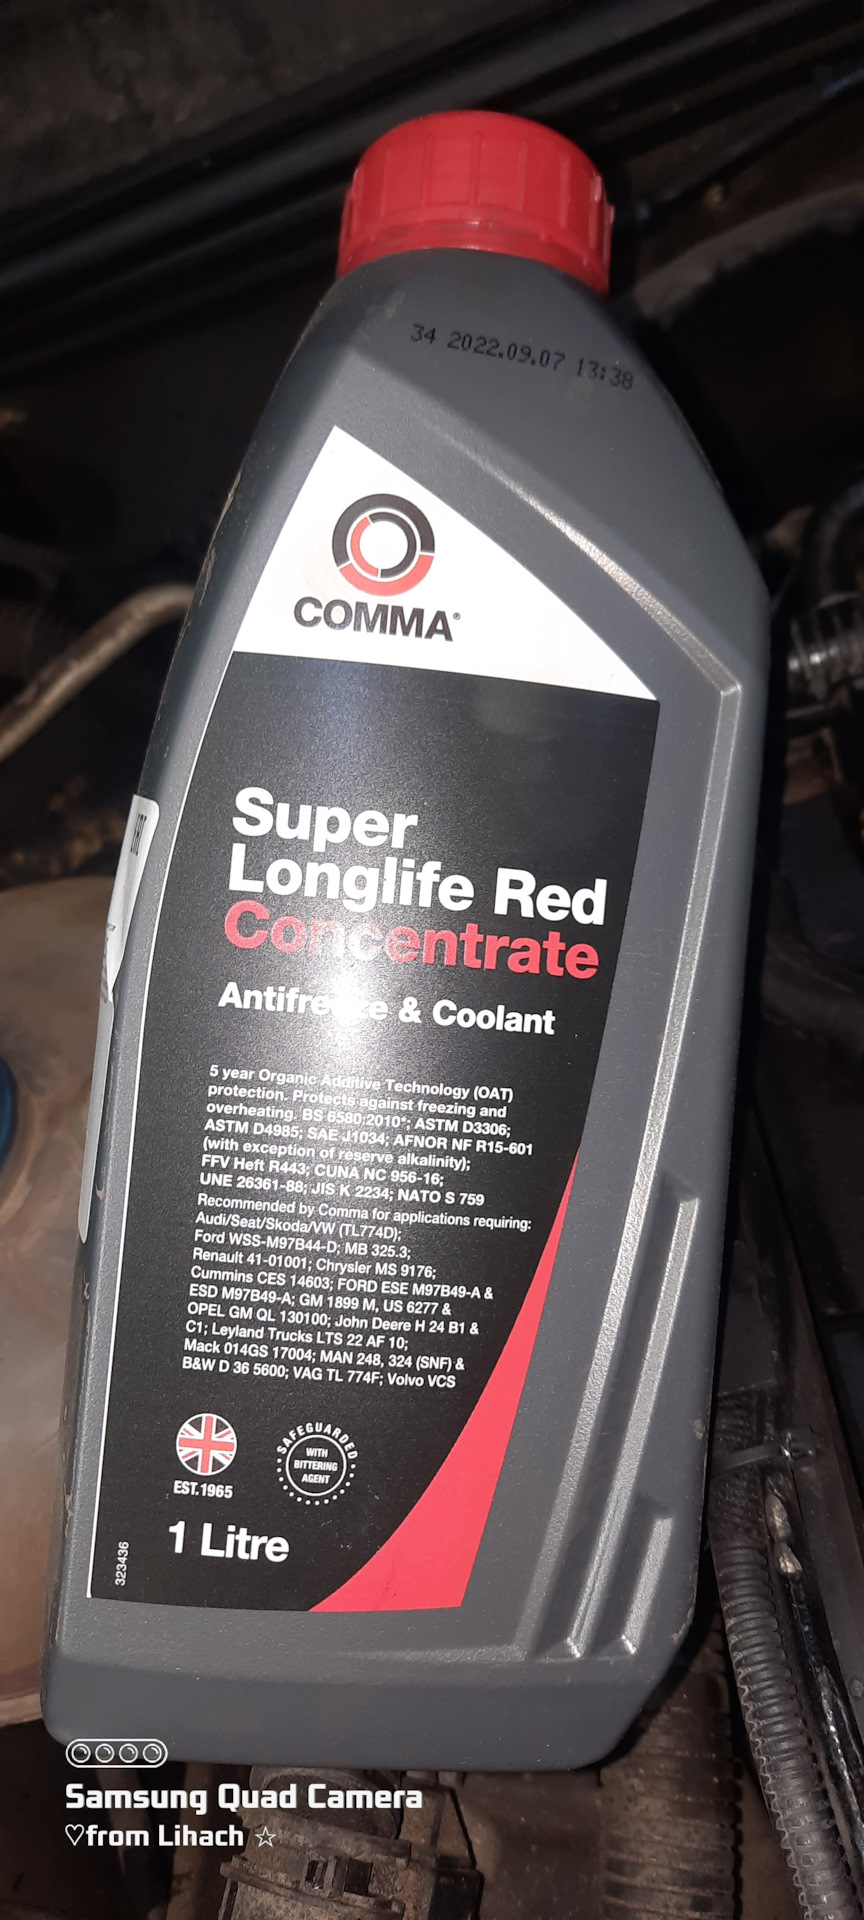 34 2022.09.07 13:38
COMMA®
Super
Longlife Red
Concentrate
Antifreeze & Coolant
5 year Organic Additive Technology (OAT)
protection. Protects against freezing and
overheating. BS 6580:2010*; ASTM D3306;
ASTM D4985; SAE J1034; AFNOR NF R15-601
(with exception of reserve alkalinity);
FFV Heft R443; CUNA NC 956-16;
UNE 26361-88; JIS K 2234; NATO S 759
Recommended by Comma for applications requiring:
Audi/Seat/Skoda/VW (TL774D);
Ford WSS-M97B44-D; MB 325.3;
Renault 41-01001; Chrysler MS 9176;
Cummins CES 14603; FORD ESE M97B49-A &
ESD M97B49-A; GM 1899 M, US 6277 &
OPEL GM QL 130100; John Deere H 24 B1 &
C1; Leyland Trucks LTS 22 AF 10;
Mack 014GS 17004; MAN 248, 324 (SNF) &
B&W D 36 5600; VAG TL 774F; Volvo VCS
SAFEGUARDED
WITH
BITTERING
AGENT
EST.1965
1 Litre
323436
Samsung Quad Camera
♡from Lihach ☆